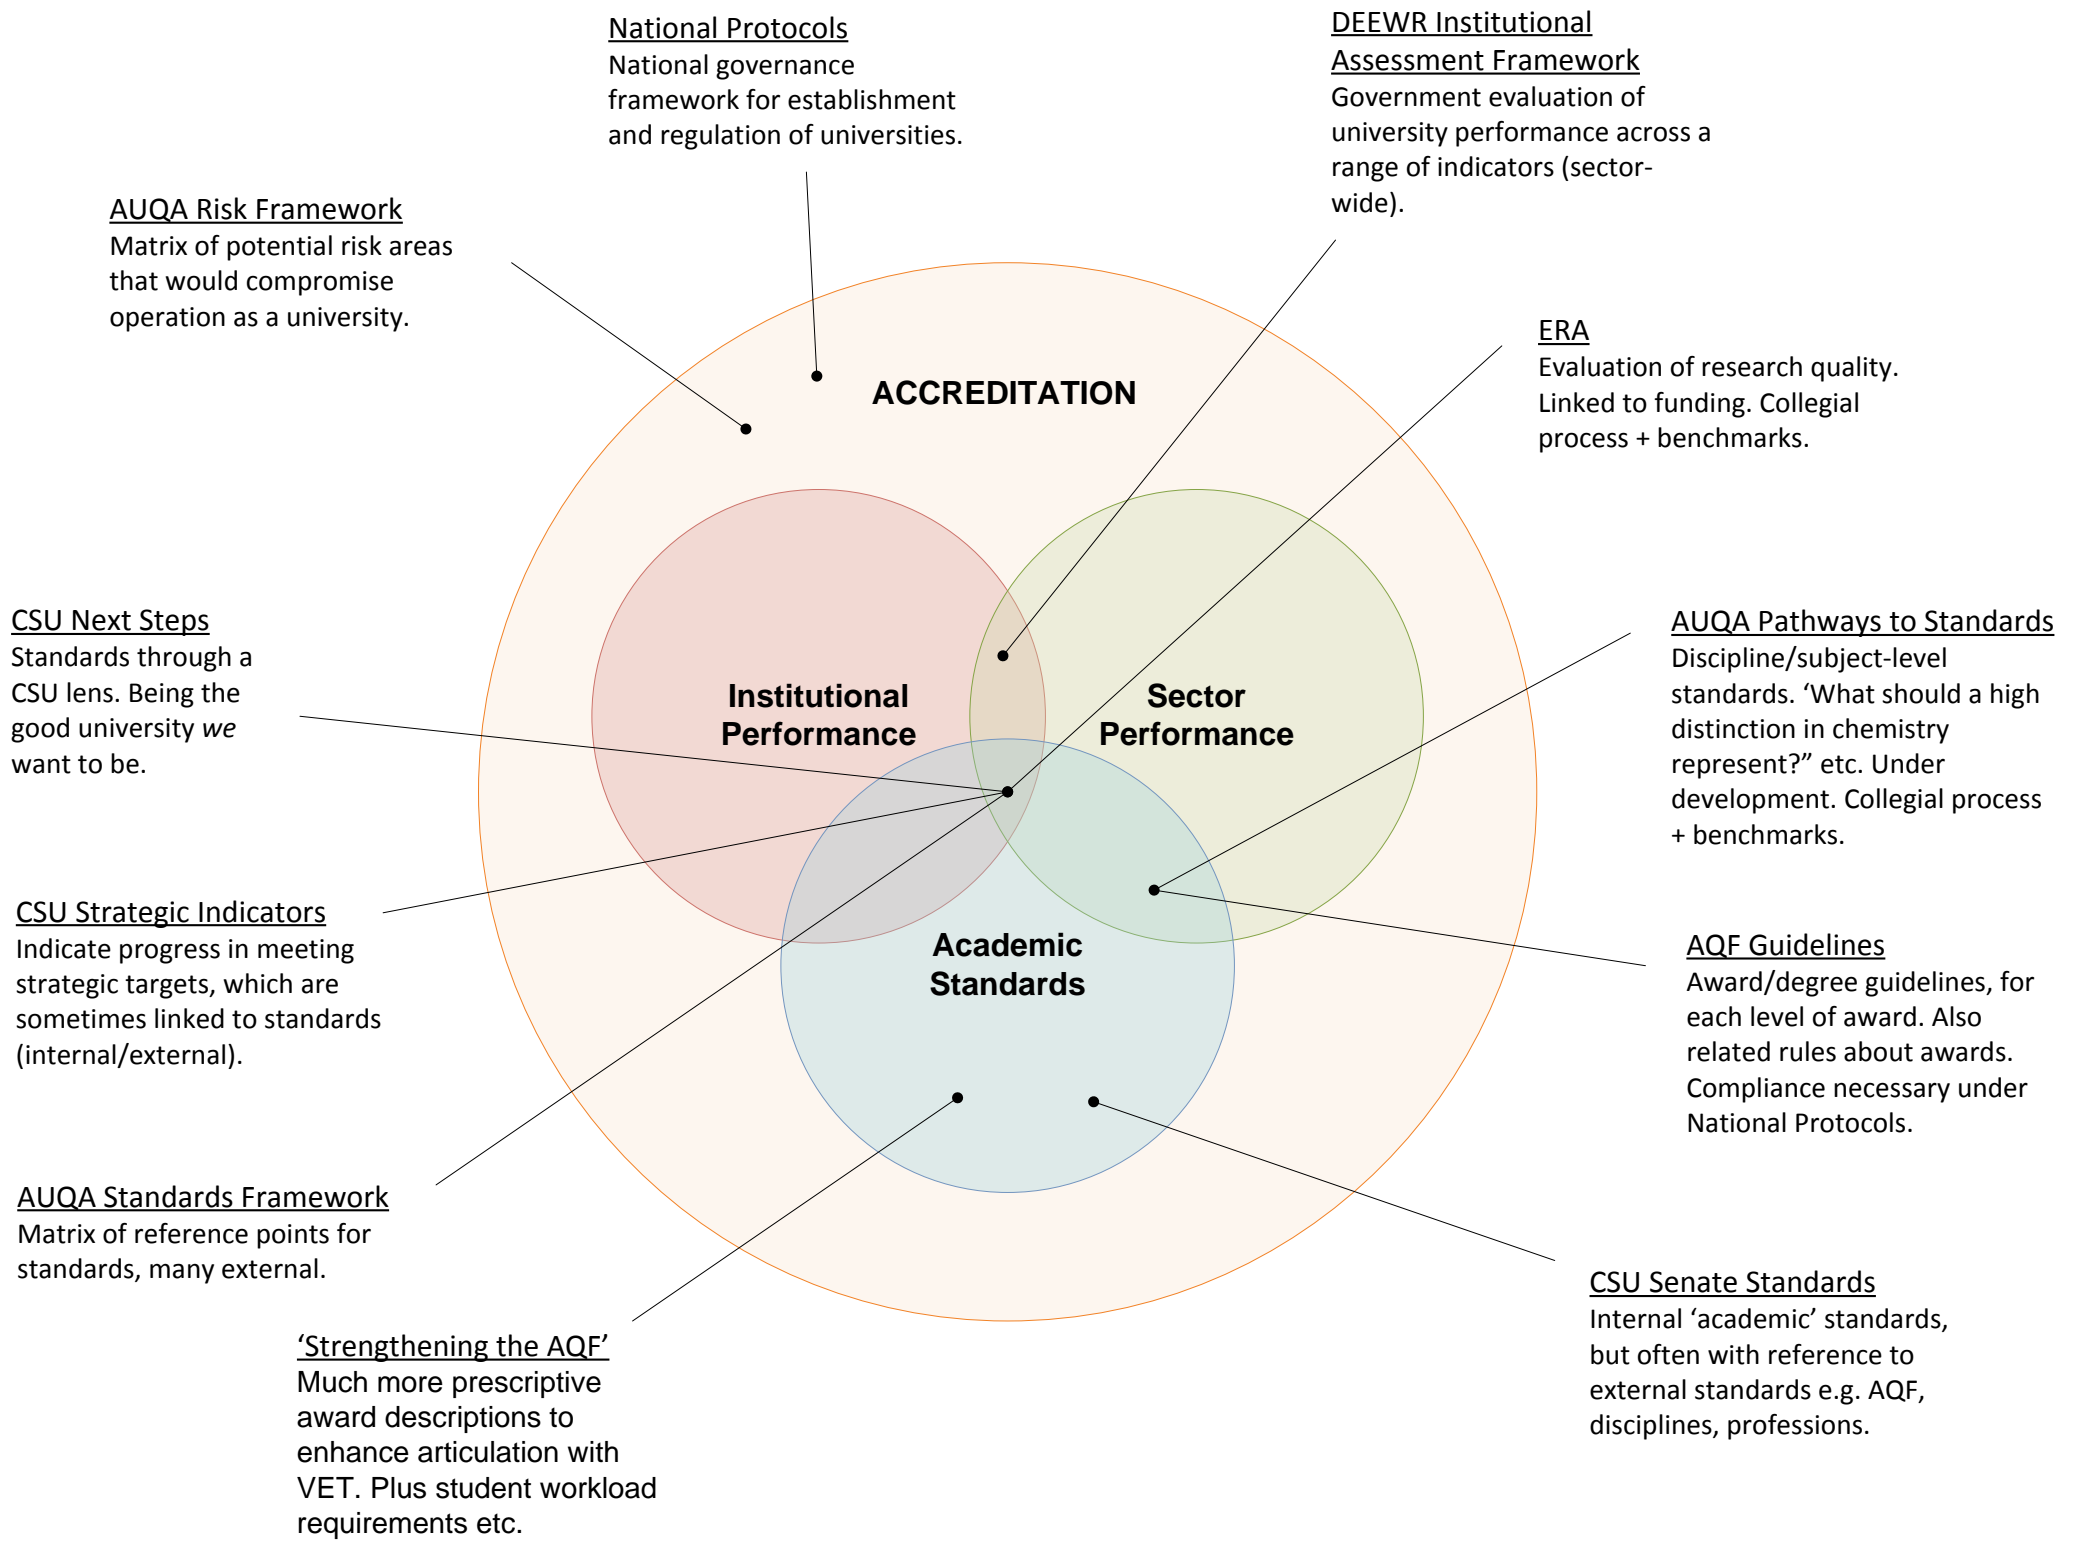 National Protocols
National governance
framework for establishment
and regulation of universities.
DEEWR Institutional
Assessment Framework
Government evaluation of
university performance across a
range of indicators (sector-
wide).
AUQA Risk Framework
Matrix of potential risk areas
that would compromise
operation as a university.
ERA
Evaluation of research quality.
Linked to funding. Collegial
process + benchmarks.
ACCREDITATION
CSU Next Steps
Standards through a
CSU lens. Being the
good university we
want to be.
Institutional
Performance
Sector
Performance
AUQA Pathways to Standards
Discipline/subject-level
standards. ‘What should a high
distinction in chemistry
represent?” etc. Under
development. Collegial process
+ benchmarks.
CSU Strategic Indicators
Indicate progress in meeting
strategic targets, which are
sometimes linked to standards
(internal/external).
Academic
Standards
AQF Guidelines
Award/degree guidelines, for
each level of award. Also
related rules about awards.
Compliance necessary under
National Protocols.
AUQA Standards Framework
Matrix of reference points for
standards, many external.
CSU Senate Standards
Internal ‘academic’ standards,
but often with reference to
external standards e.g. AQF,
disciplines, professions.
‘Strengthening the AQF’
Much more prescriptive
award descriptions to
enhance articulation with
VET. Plus student workload
requirements etc.